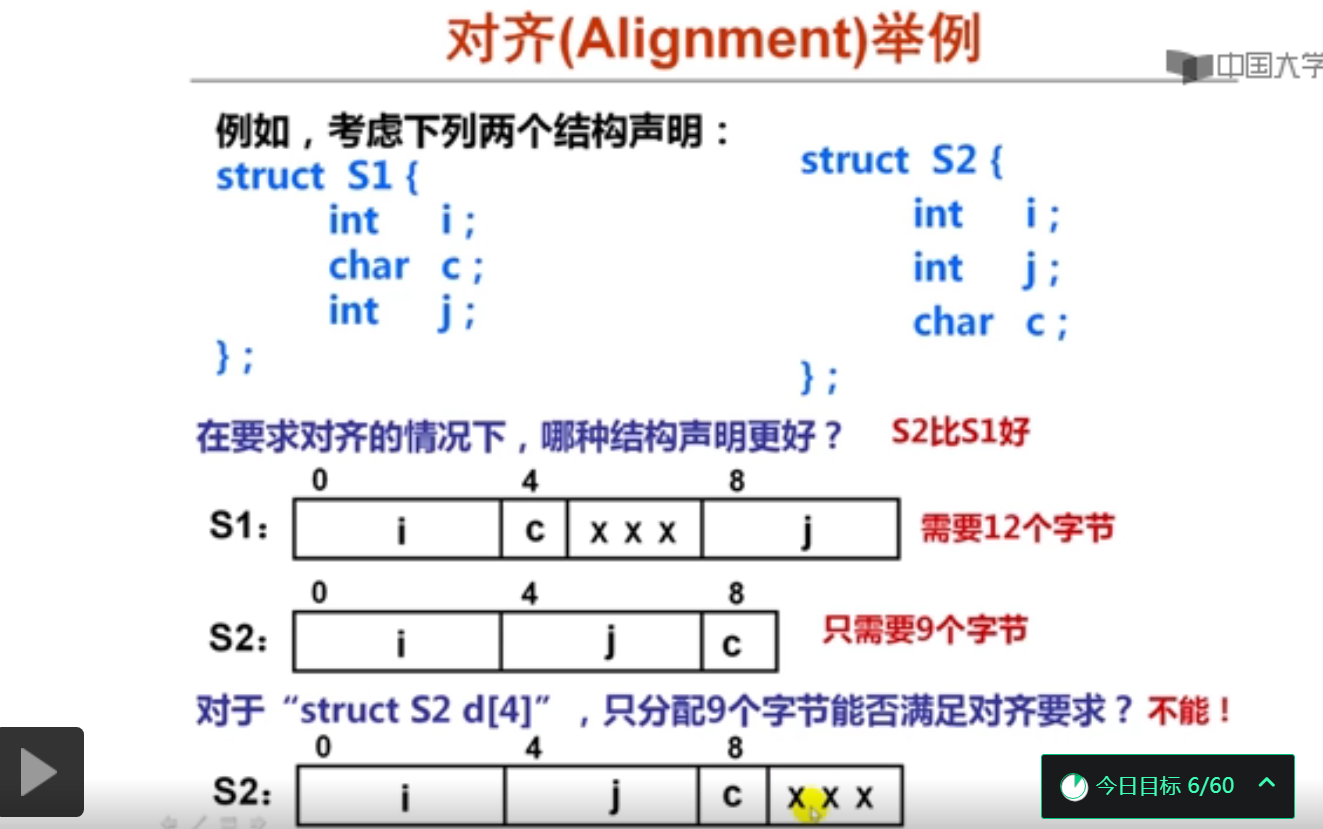 对齐(Alignment)举例
中国大学
例如，考虑下列两个结构声明：
struct S1 {
int i ;
char c ;
int j ;
} ;
struct S2 {
int i ;
int j ;
char c ;
} ;
在要求对齐的情况下，哪种结构声明更好？ S2比S1好
0 4 8
S1: i c x x x j 需要12个字节
0 4 8
S2: i j c 只需要9个字节
对于“struct S2 d[4]”，只分配9个字节能否满足对齐要求？不能！
0 4 8
S2: i j c x x x
今日目标 6/60